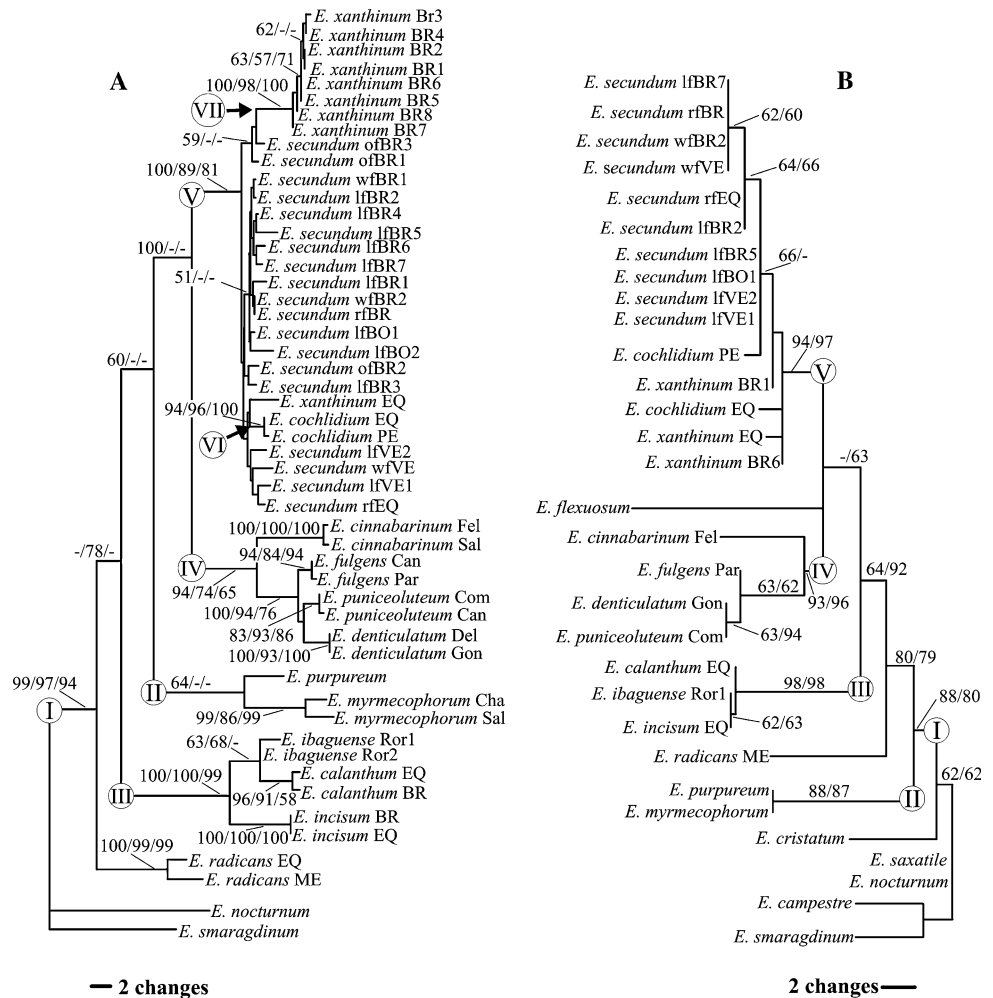 A
E. xanthinum Br3
62/-/-
E. xanthinum BR4
E. xanthinum BR2
63/57/71
E. xanthinum BR1
100/98/100
E. xanthinum BR6
E. xanthinum BR5
VII
E. xanthinum BR8
E. xanthinum BR7
59/-/-
E. secundum ofBR3
E. secundum ofBR1
100/89/81
V
E. secundum wfBR1
E. secundum lfBR2
E. secundum lfBR4
E. secundum lfBR5
100/-/-
E. secundum lfBR6
E. secundum lfBR7
51/-/-
E. secundum lfBR1
E. secundum wfBR2
E. secundum rfBR
E. secundum lfBO1
E. secundum lfBO2
60/-/-
E. secundum ofBR2
E. secundum lfBR3
E. xanthinum EQ
94/96/100
E. cochlidium EQ
E. cochlidium PE
VI
E. secundum lfVE2
E. secundum wfVE
E. secundum lfVE1
E. secundum rfEQ
100/100/100
E. cinnabarinum Fel
E. cinnabarinum Sal
-/78/-
94/84/94
E. fulgens Can
IV
E. fulgens Par
94/74/65
E. puniceoluteum Com
100/94/76
E. puniceoluteum Can
83/93/86
E. denticulatum Del
100/93/100
E. denticulatum Gon
99/97/94
II
64/-/-
E. purpureum
I
E. myrmecophorum Cha
99/86/99
E. myrmecophorum Sal
63/68/-
E. ibaguense Ror1
E. ibaguense Ror2
100/100/99
E. calanthum EQ
III
96/91/58
E. calanthum BR
E. incisum BR
100/100/100
E. incisum EQ
100/99/99
E. radicans EQ
E. radicans ME
E. nocturnum
E. smaragdinum
2 changes
B
E. secundum lfBR7
E. secundum rfBR
62/60
E. secundum wfBR2
E. secundum wfVE
64/66
E. secundum rfEQ
E. secundum lfBR2
E. secundum lfBR5
66/-
E. secundum lfBO1
E. secundum lfVE2
E. secundum lfVE1
94/97
E. cochlidium PE
V
E. xanthinum BR1
E. cochlidium EQ
E. xanthinum EQ
E. xanthinum BR6
-/63
E. flexuosum
E. cinnabarinum Fel
E. fulgens Par
IV
64/92
63/62
93/96
E. denticulatum Gon
E. puniceoluteum Com
63/94
80/79
E. calanthum EQ
98/98
III
E. ibaguense Ror1
88/80
E. incisum EQ
62/63
I
E. radicans ME
62/62
E. purpureum
88/87
II
E. myrmecophorum
E. cristatum
E. saxatile
E. nocturnum
E. campestre
E. smaragdinum
2 changes